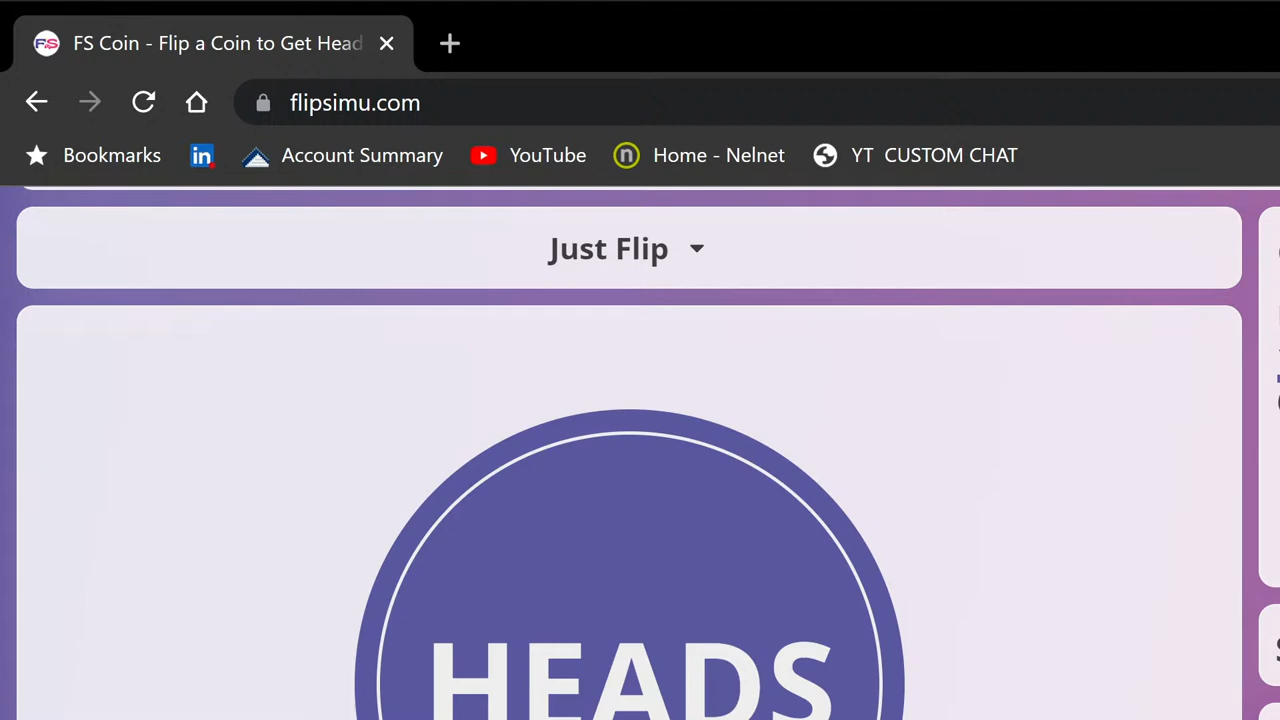 FS Coin - Flip a Coin to Get Head
flipsimu.com
Bookmarks
in
Account Summary
YouTube
n
Home - Nelnet
YT CUSTOM CHAT
Just Flip
HEADS